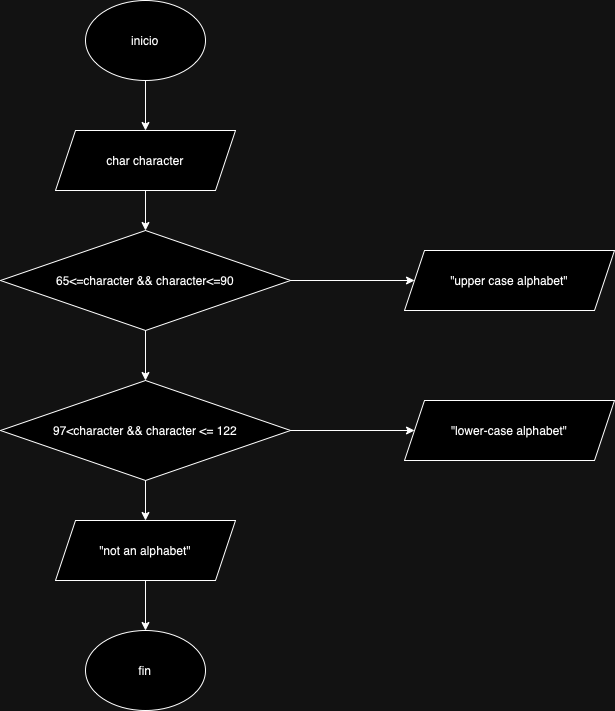 inicio
char character
65<=character && character<=90
"upper case alphabet"
97<character && character <= 122
"lower-case alphabet"
"not an alphabet"
fin